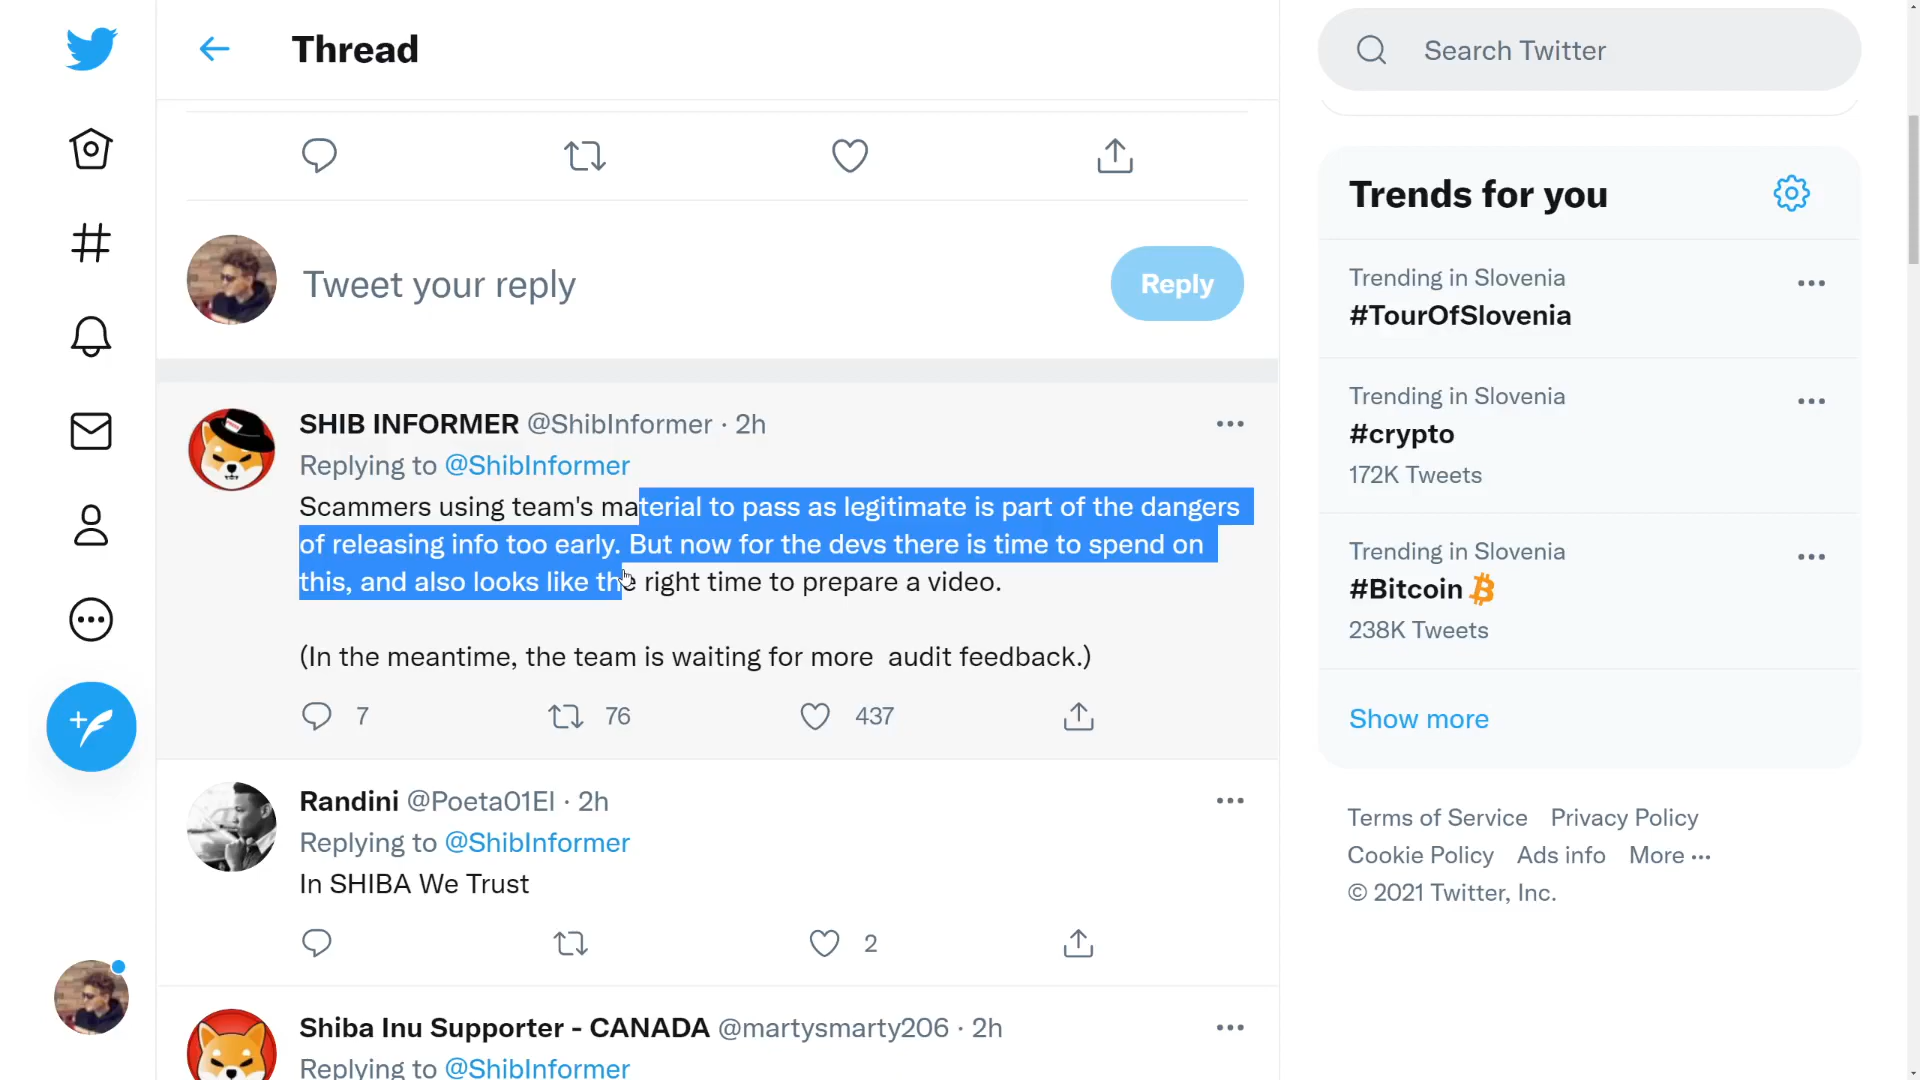 Thread
Search Twitter
Trends for you
Tweet your reply
Reply
Trending in Slovenia
#TourOfSlovenia
SHIB INFORMER @ShibInformer · 2h
Replying to @ShibInformer
Scammers using team's material to pass as legitimate is part of the dangers
of releasing info too early. But now for the devs there is time to spend on
this, and also looks like the right time to prepare a video.
(In the meantime, the team is waiting for more audit feedback.)
7 76 437
Trending in Slovenia
#crypto
172K Tweets
Trending in Slovenia
#Bitcoin
238K Tweets
Show more
Randini @Poeta01El · 2h
Replying to @ShibInformer
In SHIBA We Trust
2
Terms of Service Privacy Policy
Cookie Policy Ads info More ···
© 2021 Twitter, Inc.
Shiba Inu Supporter - CANADA @martysmarty206 · 2h
Replying to @ShibInformer